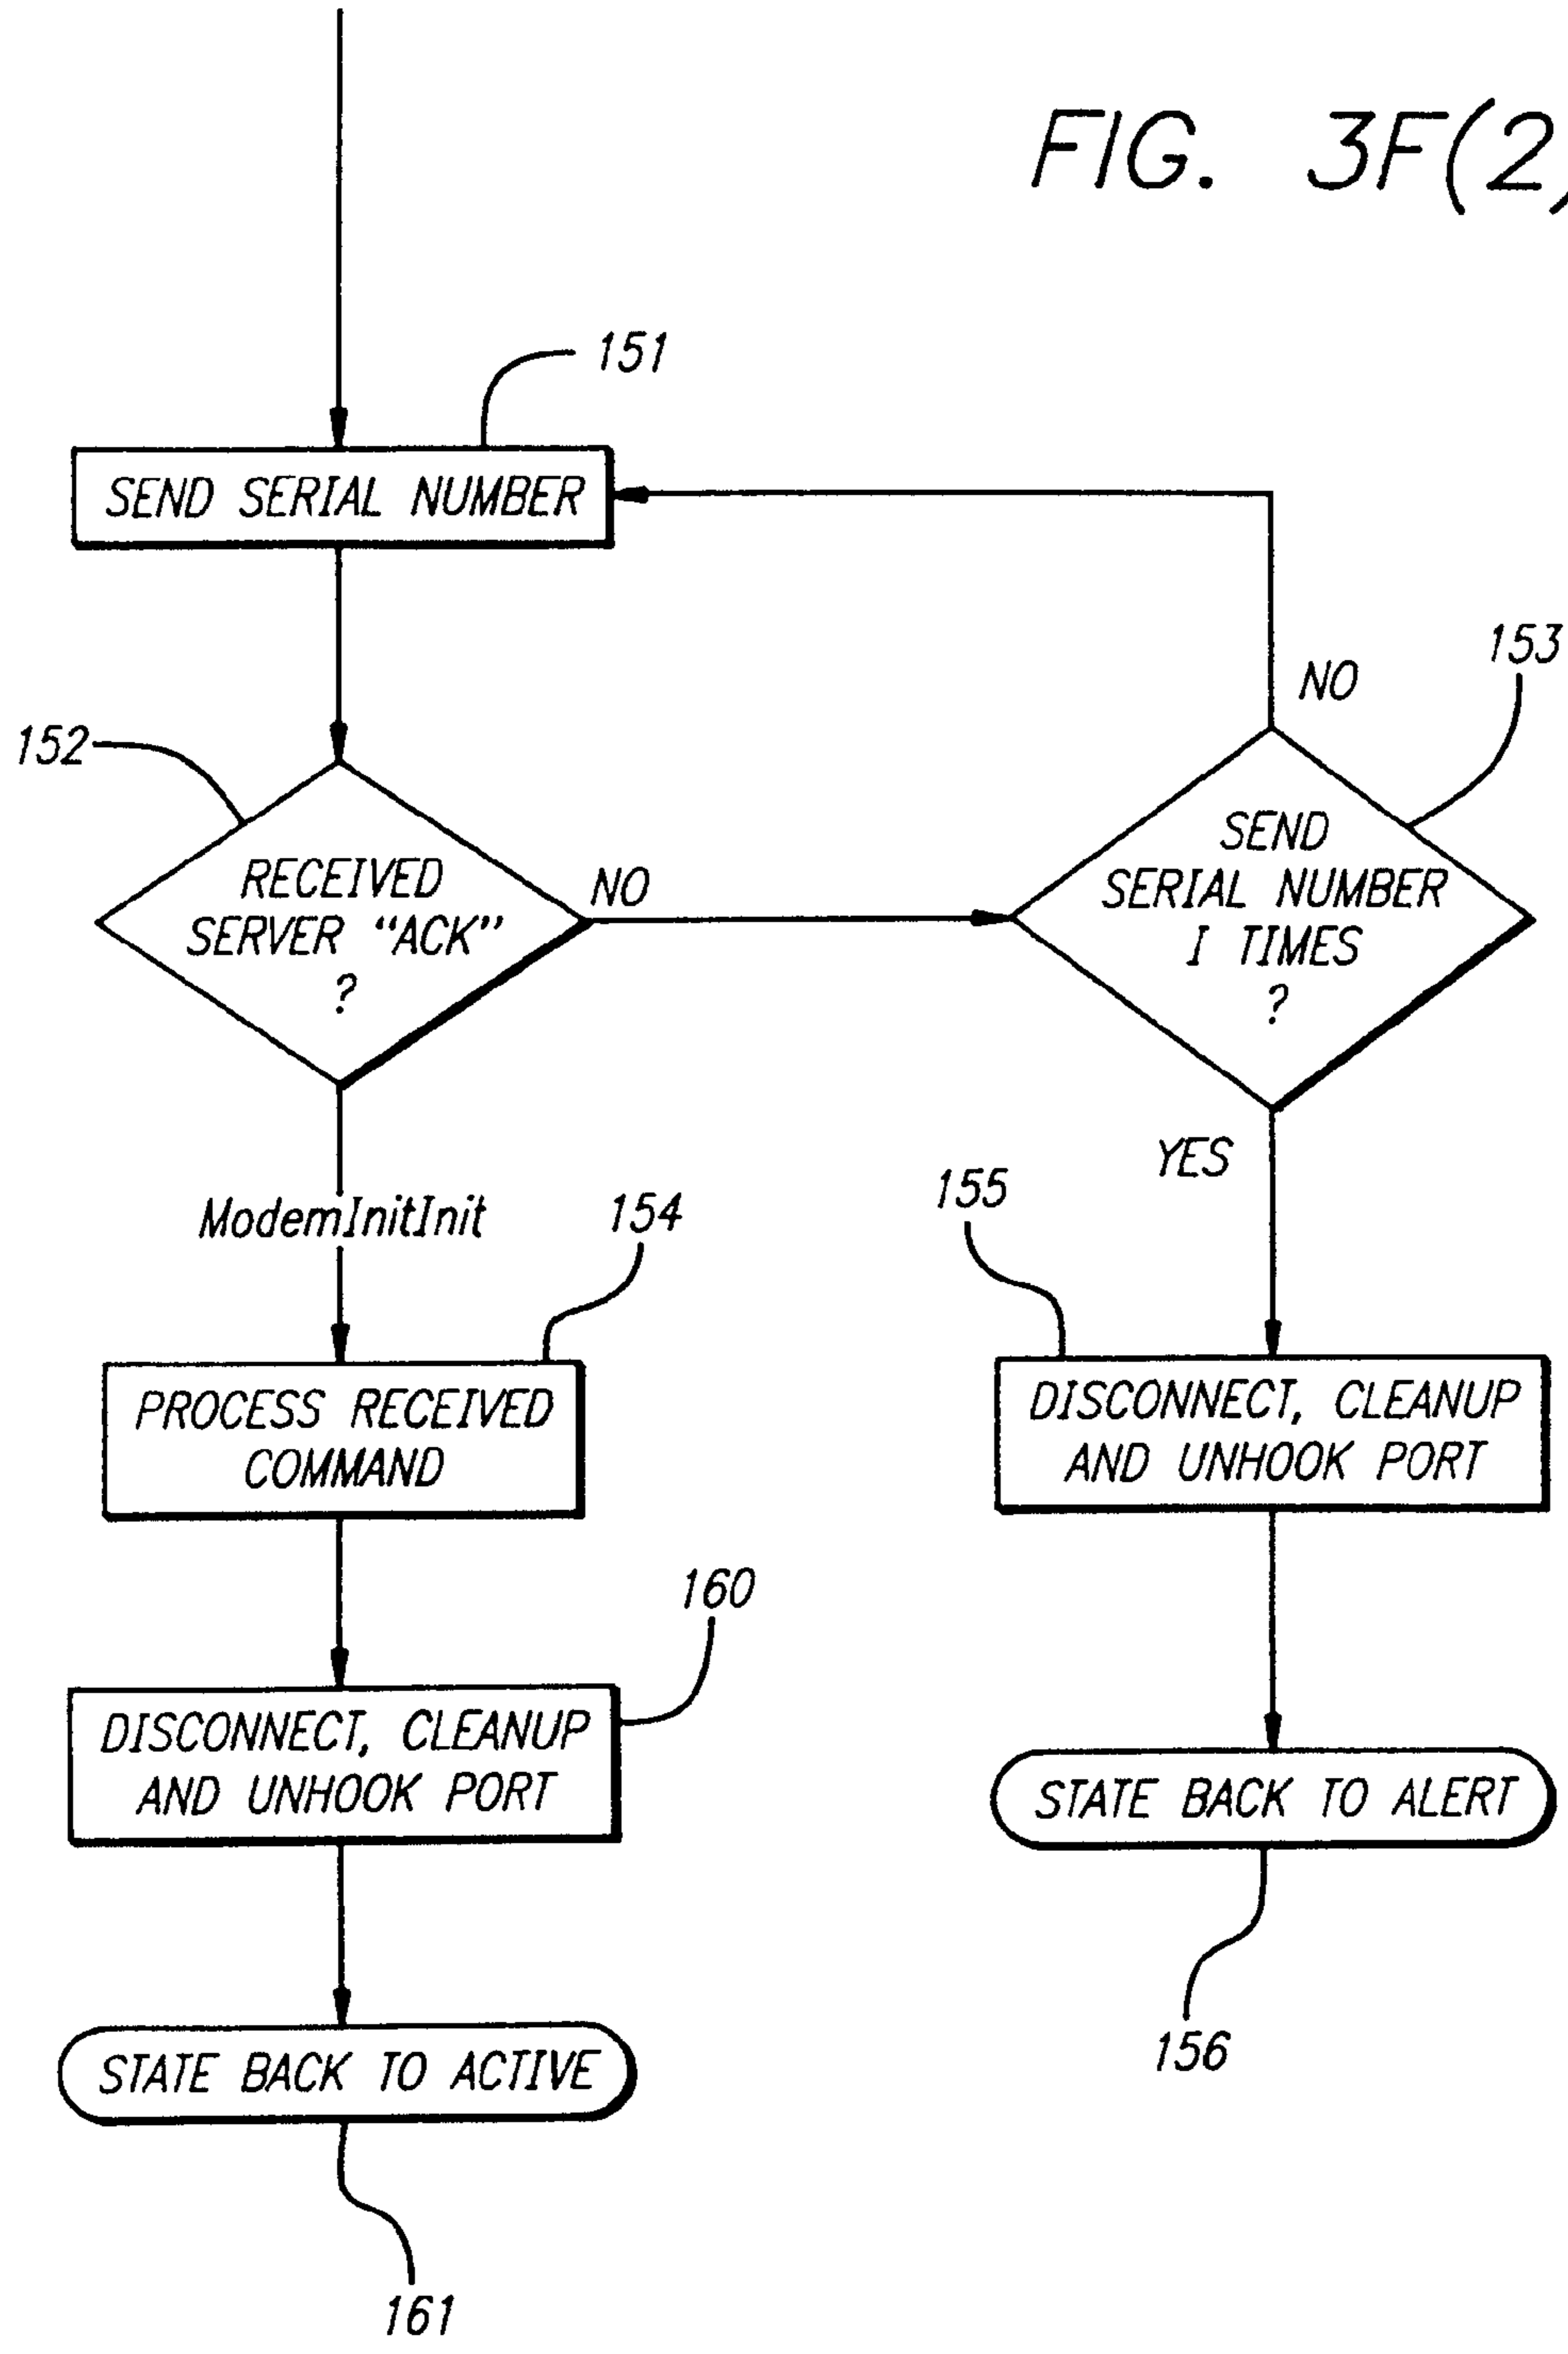 FIG. 3F(2)
151
SEND SERIAL NUMBER
153
NO
152
RECEIVED
SERVER “ACK”
?
NO
SEND
SERIAL NUMBER
I TIMES
?
YES
ModemInitInit
154
155
PROCESS RECEIVED
COMMAND
DISCONNECT, CLEANUP
AND UNHOOK PORT
160
DISCONNECT, CLEANUP
AND UNHOOK PORT
STATE BACK TO ALERT
156
STATE BACK TO ACTIVE
161